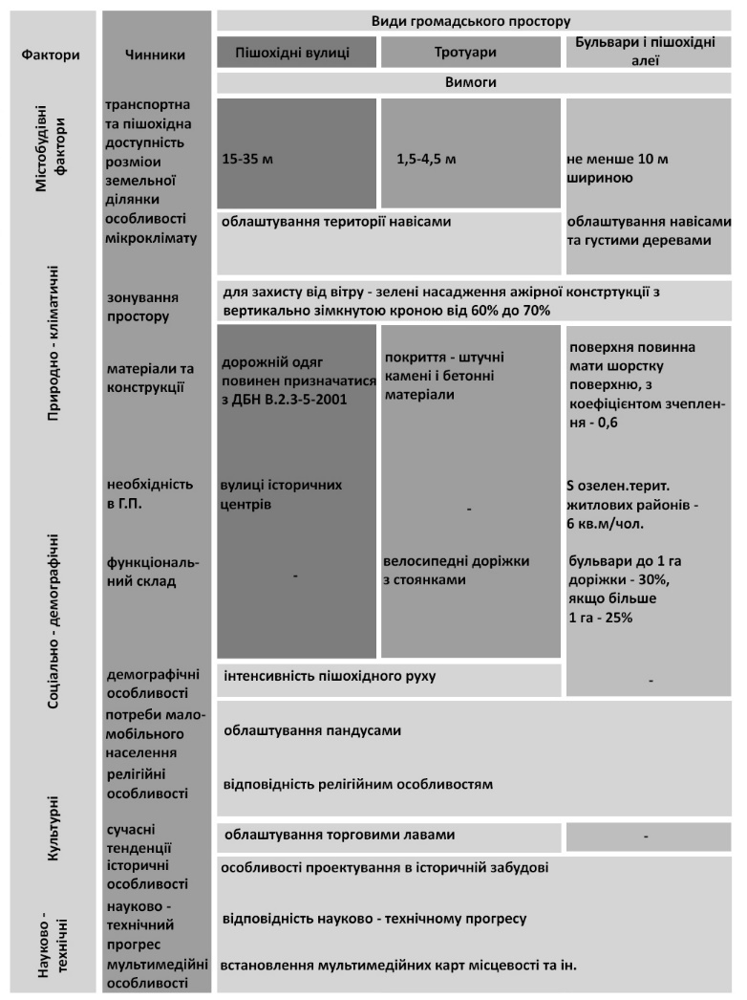 Види громадського простору
Фактори
Чинники
Пішохідні вулиці
Тротуари
Бульвари і пішохідні
алеї
Вимоги
Містобудівні
фактори
транспортна
та пішохідна
доступність
розміои
земельної
ділянки
15-35 м
1,5-4,5 м
не менше 10 м
шириною
Природно - кліматичні
особливості
мікроклімату
облаштування території навісами
облаштування навісами
та густими деревами
зонування
простору
для захисту від вітру - зелені насадження ажірної констртукції з
вертикально зімкнутою кроною від 60% до 70%
матеріали та
конструкції
дорожній одяг
повинен призначатися
з ДБН В.2.3-5-2001
покриття - штучні
камені і бетонні
матеріали
поверхня повинна
мати шорстку
поверхню, з
коефіцієнтом зчеплен-
ня - 0,6
Соціально - демографічні
необхідність
в Г.П.
вулиці історичних
центрів
-
S озелен.терит.
житлових районів -
6 кв.м/чол.
функціональ-
ний склад
-
велосипедні доріжки
з стоянками
бульвари до 1 га
доріжки - 30%,
якщо більше
1 га - 25%
демографічні
особливості
інтенсивність пішохідного руху
-
потреби мало-
мобільного
населення
облаштування пандусами
Культурні
релігійні
особливості
відповідність релігійним особливостям
сучасні
тенденції
облаштування торговими лавами
-
історичні
особливості
особливості проектування в історичній забудові
Науково -
технічні
науково -
технічний
прогрес
відповідність науково - технічному прогресу
мультимедійні
особливості
встановлення мультимедійних карт місцевості та ін.